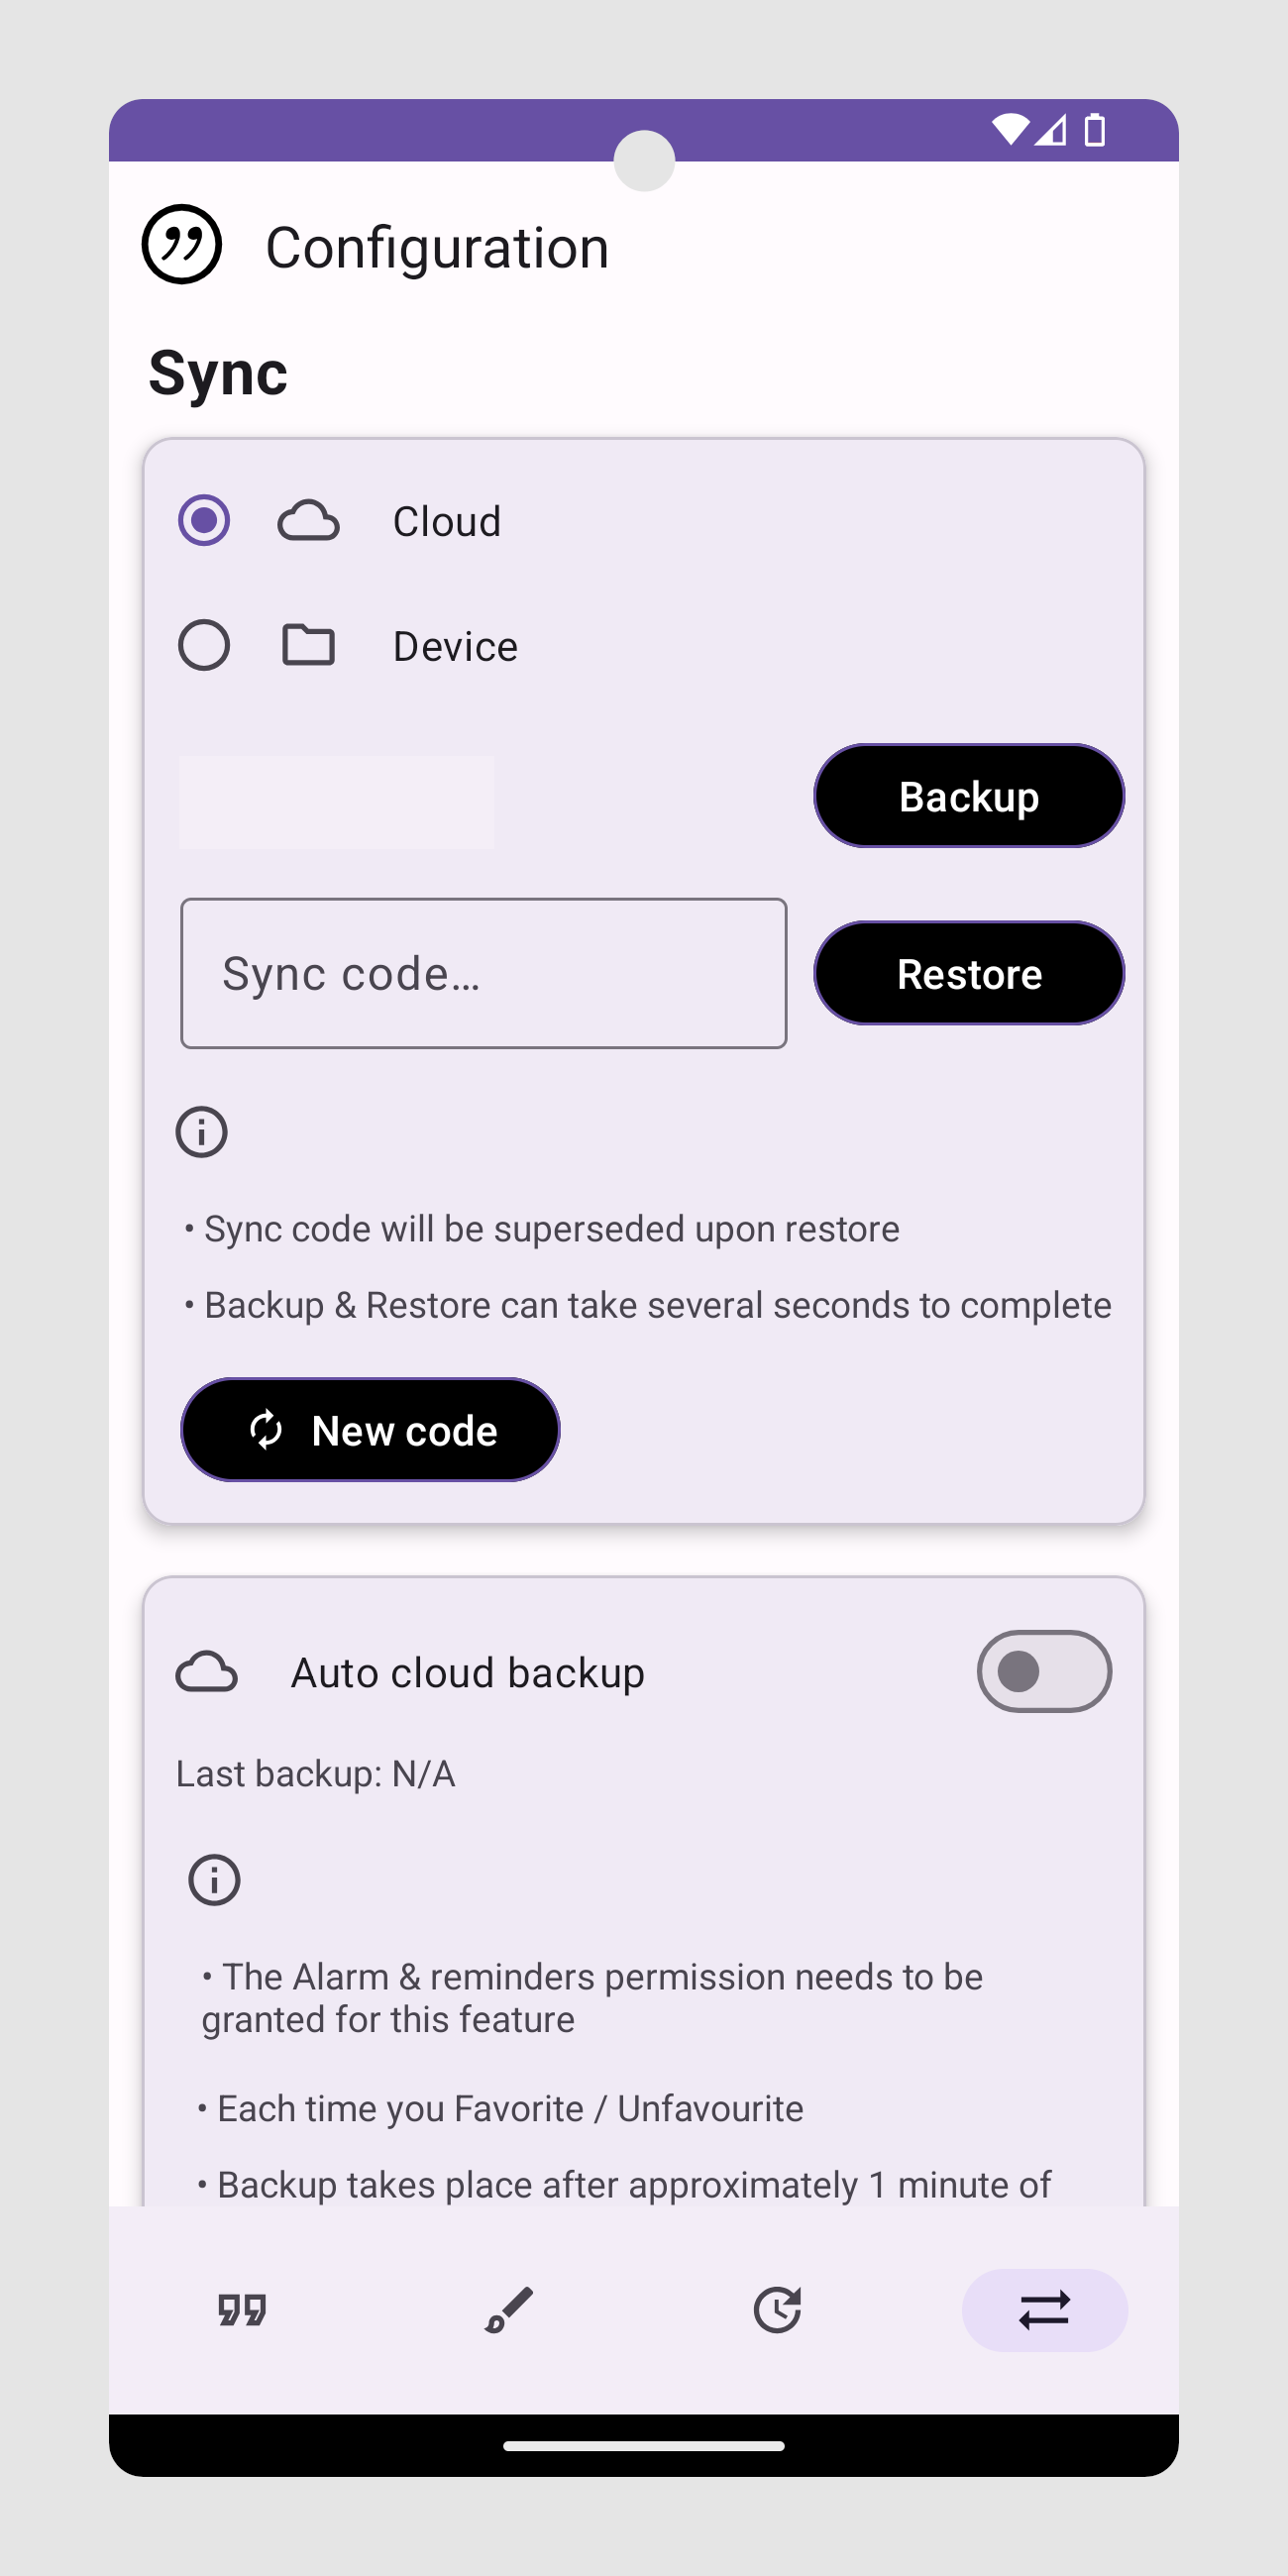 Configuration
Sync
Cloud
Device
Backup
Sync code…
Restore
• Sync code will be superseded upon restore
• Backup & Restore can take several seconds to complete
New code
Auto cloud backup
Last backup: N/A
• The Alarm & reminders permission needs to be
granted for this feature
• Each time you Favorite / Unfavourite
• Backup takes place after approximately 1 minute of